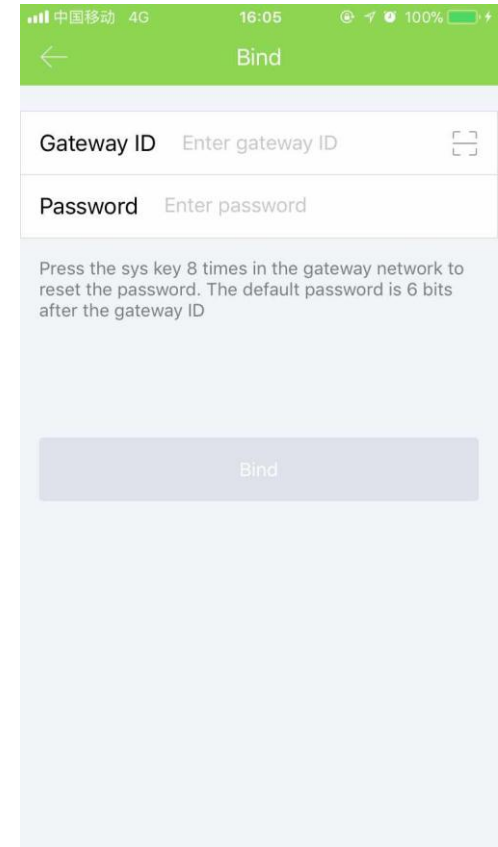 中国移动 4G 16:05 100%
Bind
Gateway ID Enter gateway ID
Password Enter password
Press the sys key 8 times in the gateway network to
reset the password. The default password is 6 bits
after the gateway ID
Bind